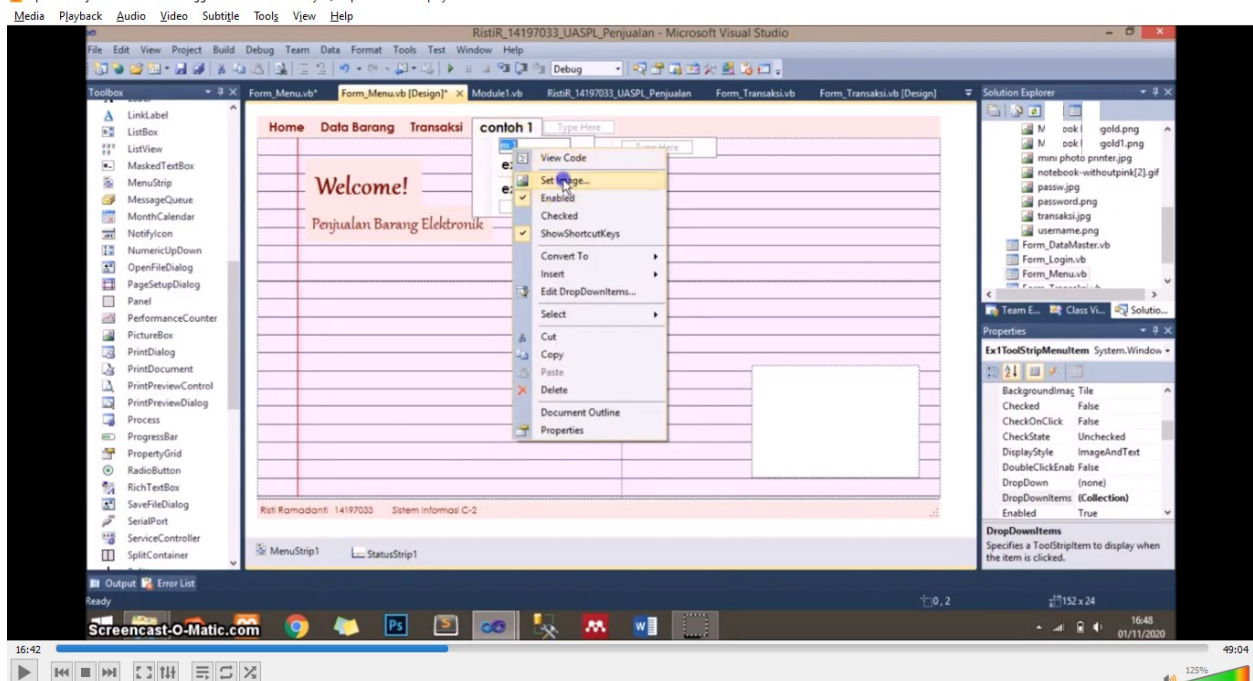 Media Playback Audio Video Subtitle Tools View Help
RistiR_14197033_UASPL_Penjualan - Microsoft Visual Studio
File Edit View Project Build Debug Team Data Format Tools Test Window Help
Debug
Toolbox
Form_Menu.vb* Form_Menu.vb [Design]* Module1.vb RistiR_14197033_UASPL_Penjualan Form_Transaksi.vb Form_Transaksi.vb [Design]
Solution Explorer
LinkLabel
ListBox
ListView
MaskedTextBox
MenuStrip
MessageQueue
MonthCalendar
NotifyIcon
NumericUpDown
OpenFileDialog
PageSetupDialog
Panel
PerformanceCounter
PictureBox
PrintDialog
PrintDocument
PrintPreviewControl
PrintPreviewDialog
Process
ProgressBar
PropertyGrid
RadioButton
RichTextBox
SaveFileDialog
SerialPort
ServiceController
SplitContainer
Home Data Barang Transaksi contoh 1 Type Here
ex1 Type Here
Welcome!
Penjualan Barang Elektronik
View Code
Set Image...
Enabled
Checked
ShowShortcutKeys
Convert To
Insert
Edit DropDownItems...
Select
Cut
Copy
Paste
Delete
Document Outline
Properties
Risti Ramadanti 14197033 Sistem Informasi C-2
MenuStrip1 StatusStrip1
gold.png
gold1.png
mini photo printer.jpg
notebook-withoutpink[2].gif
passw.jpg
password.png
transaksi.jpg
username.png
Form_DataMaster.vb
Form_Login.vb
Form_Menu.vb
Team E... Class Vi... Solutio...
Properties
Ex1ToolStripMenuItem System.Window
BackgroundImag Tile
Checked False
CheckOnClick False
CheckState Unchecked
DisplayStyle ImageAndText
DoubleClickEnab False
DropDown (none)
DropDownItems (Collection)
Enabled True
DropDownItems
Specifies a ToolStripItem to display when
the item is clicked.
Output Error List
Ready 0, 2 152 x 24
Screencast-O-Matic.com
Ps
S
W
16:48
01/11/2020
16:42 49:04
125%